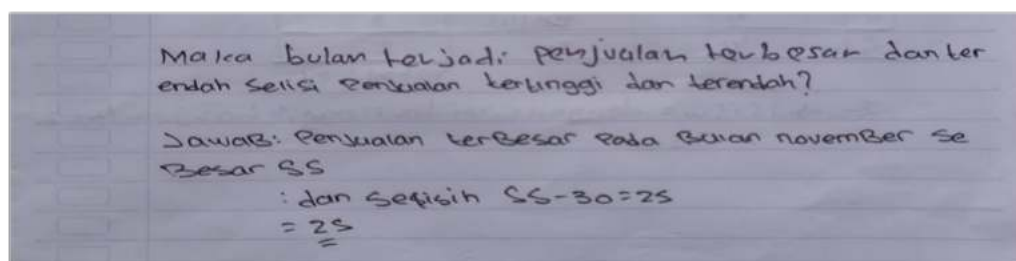 Maka bulan terjadi penjualan terbesar dan ter
endah Selisi Penjualan tertinggi dan terendah?
Jawab: Penjualan terBesar Pada Bulan november Se
Besar 55
: dan Selisih 55-30=25
= 25